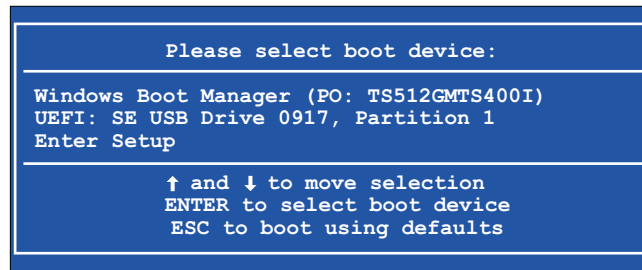 Please select boot device:
Windows Boot Manager (PO: TS512GMTS400I)
UEFI: SE USB Drive 0917, Partition 1
Enter Setup
↑ and ↓ to move selection
ENTER to select boot device
ESC to boot using defaults